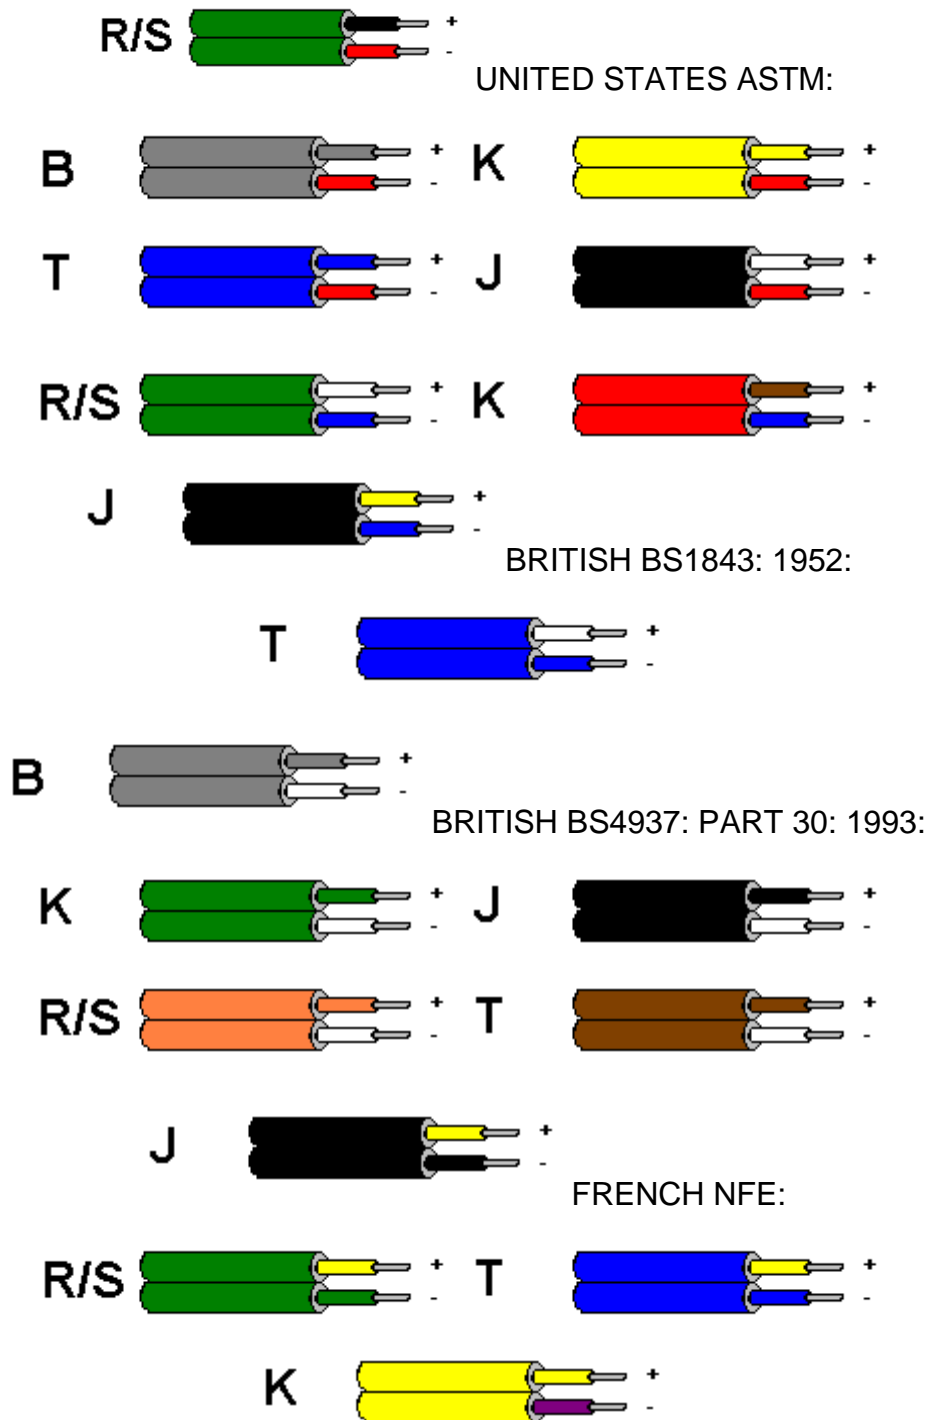 R/S + -
UNITED STATES ASTM:
B + - K + -
T + - J + -
R/S + - K + -
J + -
BRITISH BS1843: 1952:
T + -
B + -
BRITISH BS4937: PART 30: 1993:
K + - J + -
R/S + - T + -
J + -
FRENCH NFE:
R/S + - T + -
K + -